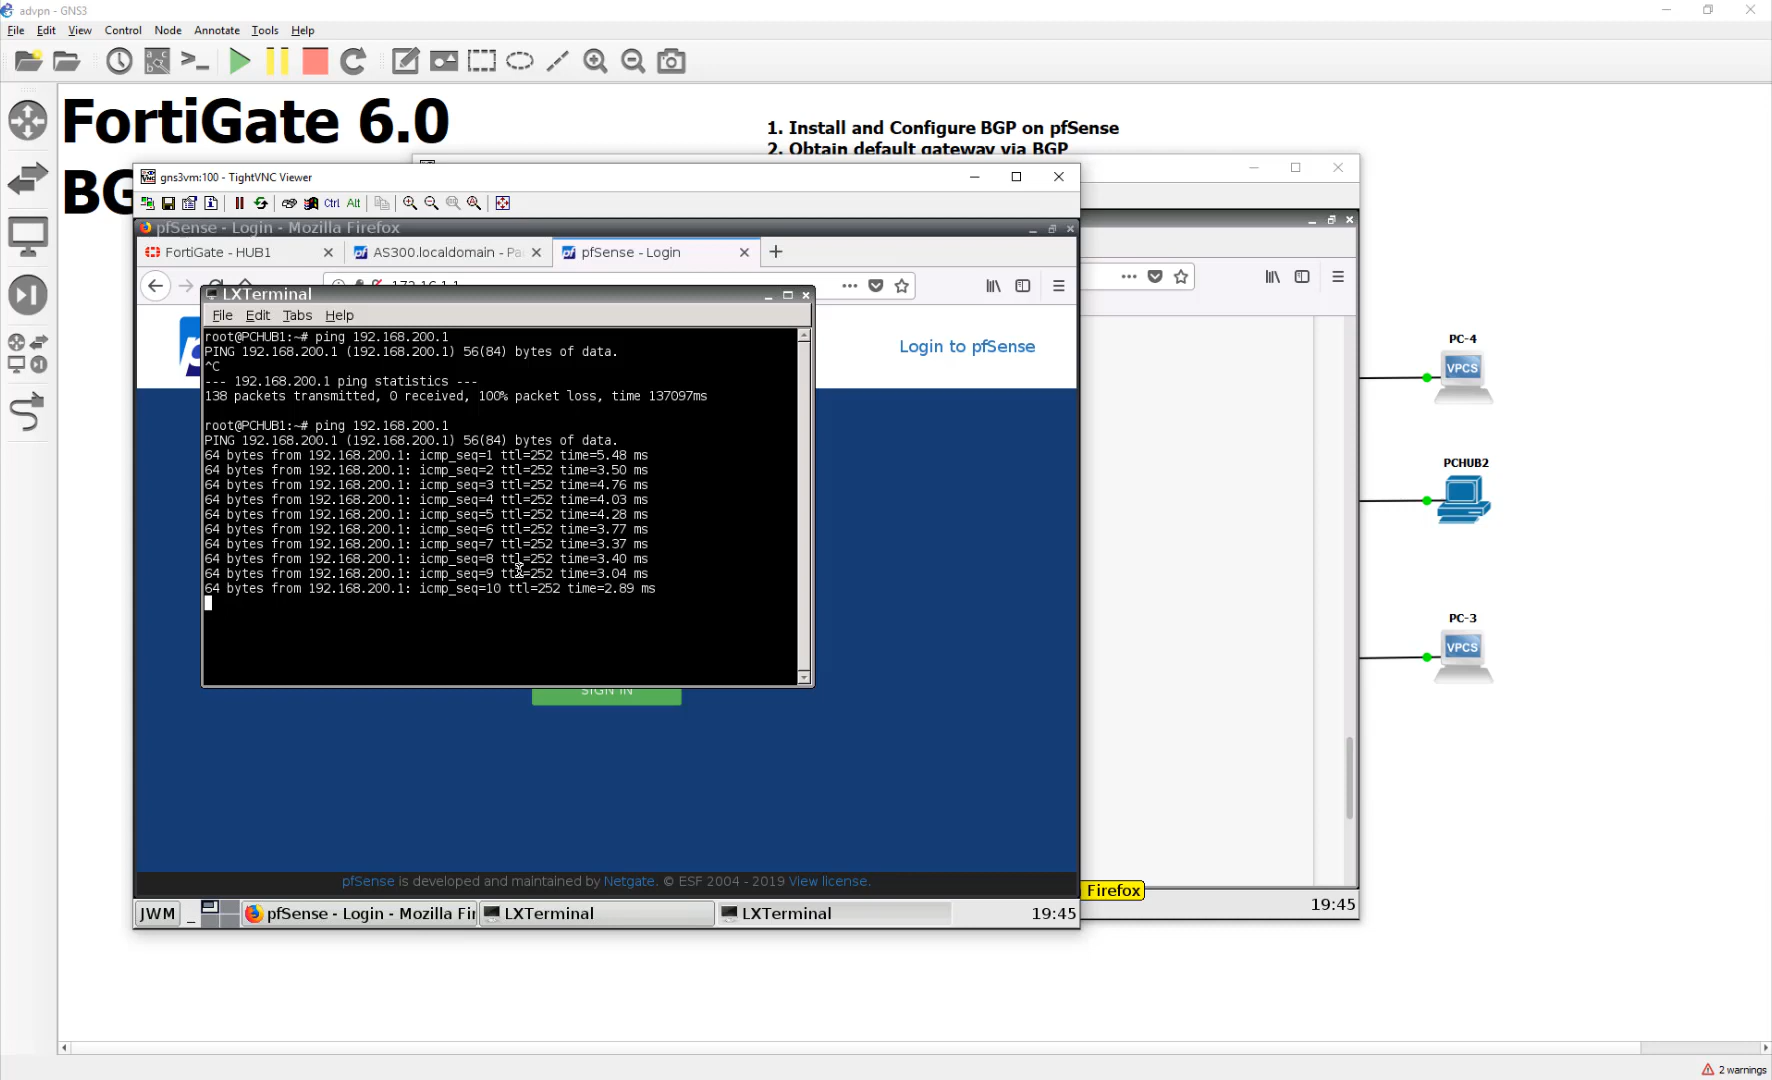 advpn - GNS3
File Edit View Control Node Annotate Tools Help
FortiGate 6.0
BG
1. Install and Configure BGP on pfSense
2. Obtain default gateway via BGP
gns3vm:100 - TightVNC Viewer
Ctrl Alt
pfSense - Login - Mozilla Firefox
FortiGate - HUB1
AS300.localdomain - Pa
pfSense - Login
LXTerminal
File Edit Tabs Help
Login to pfSense
root@PCHUB1:~# ping 192.168.200.1
PING 192.168.200.1 (192.168.200.1) 56(84) bytes of data.
^C
--- 192.168.200.1 ping statistics ---
138 packets transmitted, 0 received, 100% packet loss, time 137097ms
root@PCHUB1:~# ping 192.168.200.1
PING 192.168.200.1 (192.168.200.1) 56(84) bytes of data.
64 bytes from 192.168.200.1: icmp_seq=1 ttl=252 time=5.48 ms
64 bytes from 192.168.200.1: icmp_seq=2 ttl=252 time=3.50 ms
64 bytes from 192.168.200.1: icmp_seq=3 ttl=252 time=4.76 ms
64 bytes from 192.168.200.1: icmp_seq=4 ttl=252 time=4.03 ms
64 bytes from 192.168.200.1: icmp_seq=5 ttl=252 time=4.28 ms
64 bytes from 192.168.200.1: icmp_seq=6 ttl=252 time=3.77 ms
64 bytes from 192.168.200.1: icmp_seq=7 ttl=252 time=3.37 ms
64 bytes from 192.168.200.1: icmp_seq=8 ttl=252 time=3.40 ms
64 bytes from 192.168.200.1: icmp_seq=9 ttl=252 time=3.04 ms
64 bytes from 192.168.200.1: icmp_seq=10 ttl=252 time=2.89 ms
SIGN IN
pfSense is developed and maintained by Netgate. © ESF 2004 - 2019 View license.
JWM
pfSense - Login - Mozilla Fir
LXTerminal
LXTerminal
19:45
Firefox
19:45
PC-4
VPCS
PCHUB2
PC-3
VPCS
2 warnings